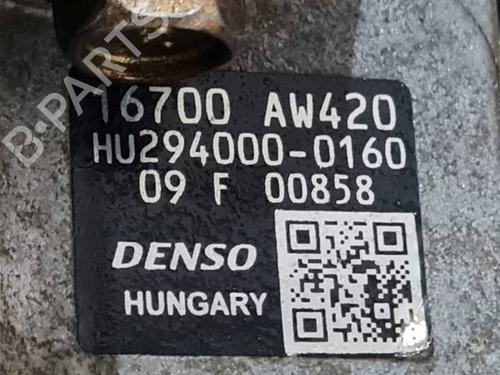 B-PARTS
16700 AW420
HU294000-0160
09 F 00858
DENSO
HUNGARY